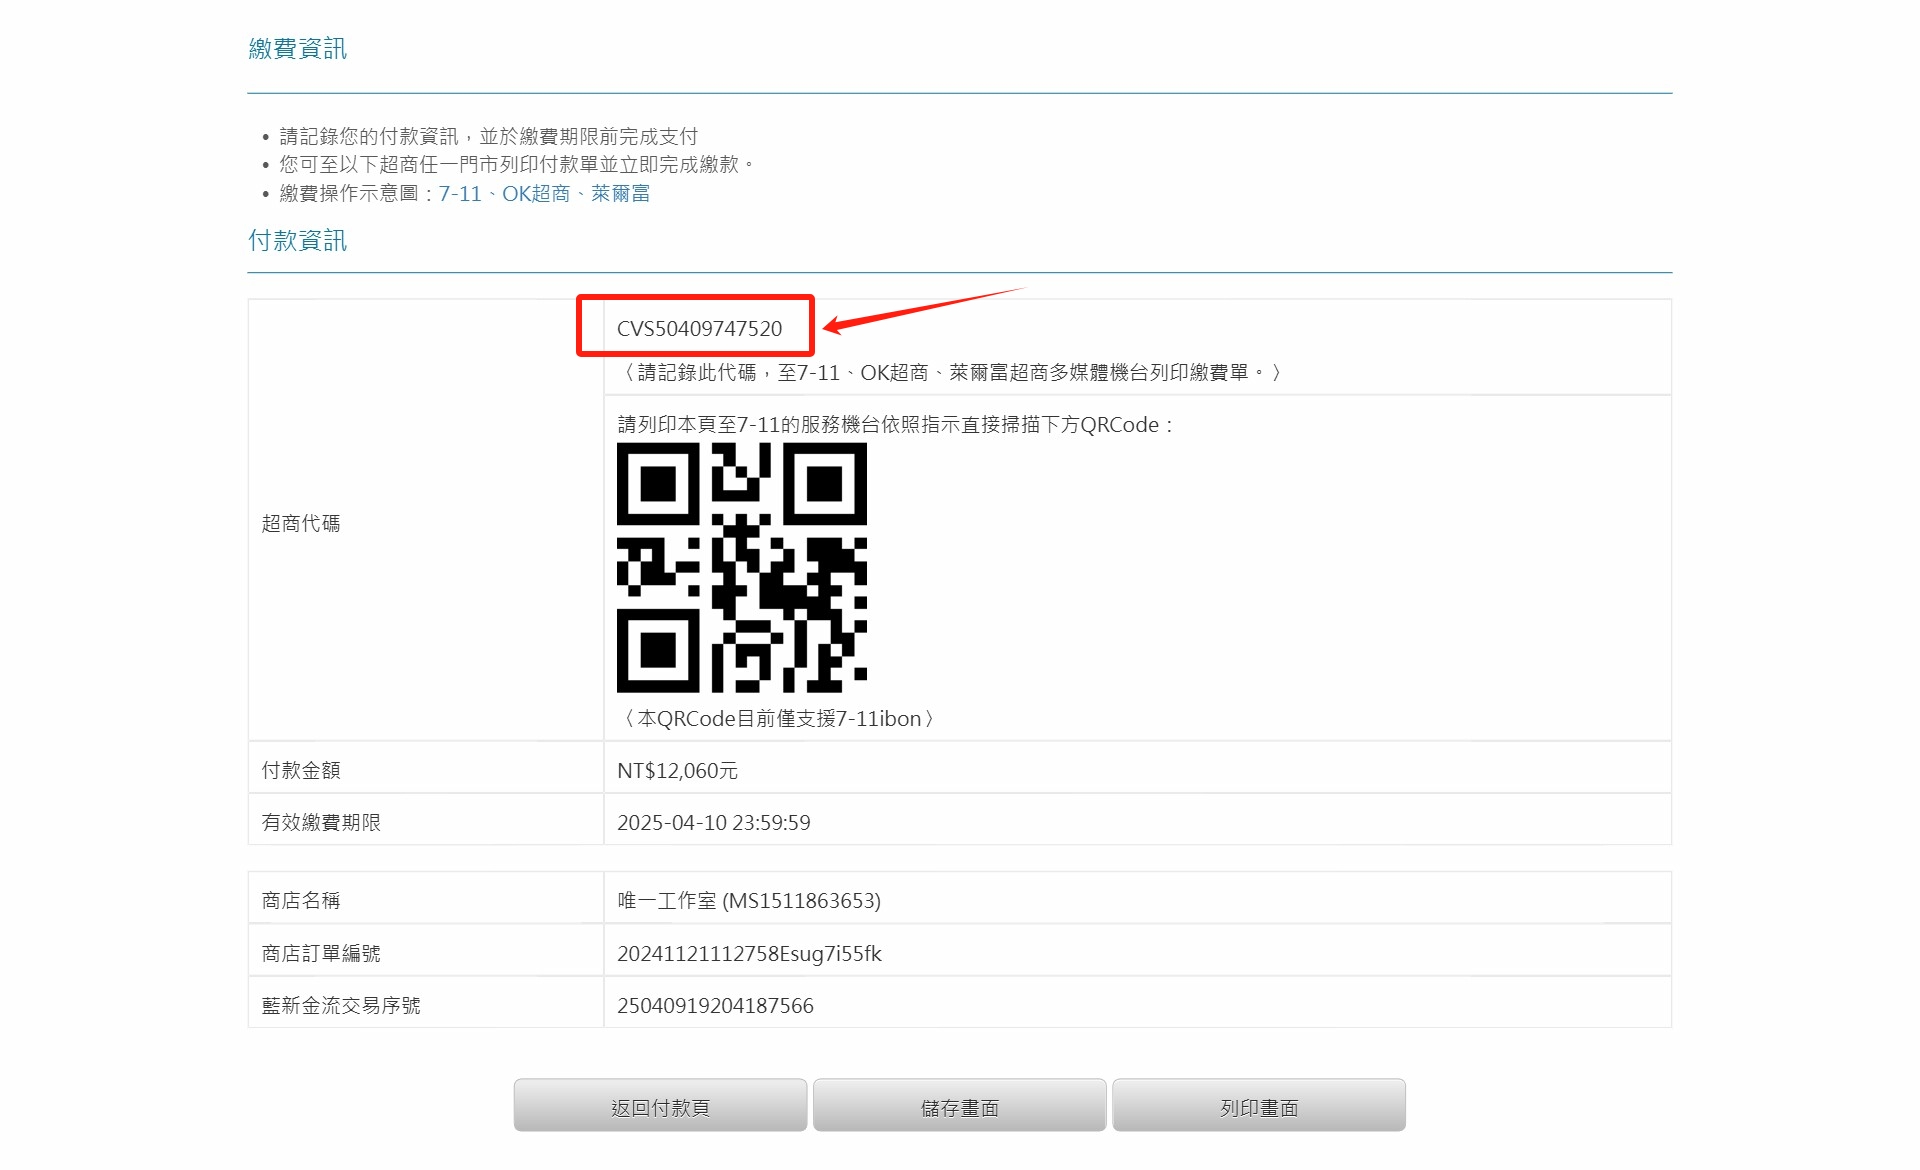 繳費資訊
請記錄您的付款資訊，並於繳費期限前完成支付
您可至以下超商任一門市列印付款單並立即完成繳款。
繳費操作示意圖：7-11、OK超商、萊爾富
付款資訊
CVS50409747520
〈請記錄此代碼，至7-11、OK超商、萊爾富超商多媒體機台列印繳費單。〉
請列印本頁至7-11的服務機台依照指示直接掃描下方QRCode：
超商代碼
〈本QRCode目前僅支援7-11ibon〉
付款金額 NT$12,060元
有效繳費期限 2025-04-10 23:59:59
商店名稱 唯一工作室 (MS1511863653)
商店訂單編號 20241121112758Esug7i55fk
藍新金流交易序號 25040919204187566
返回付款頁 儲存畫面 列印畫面